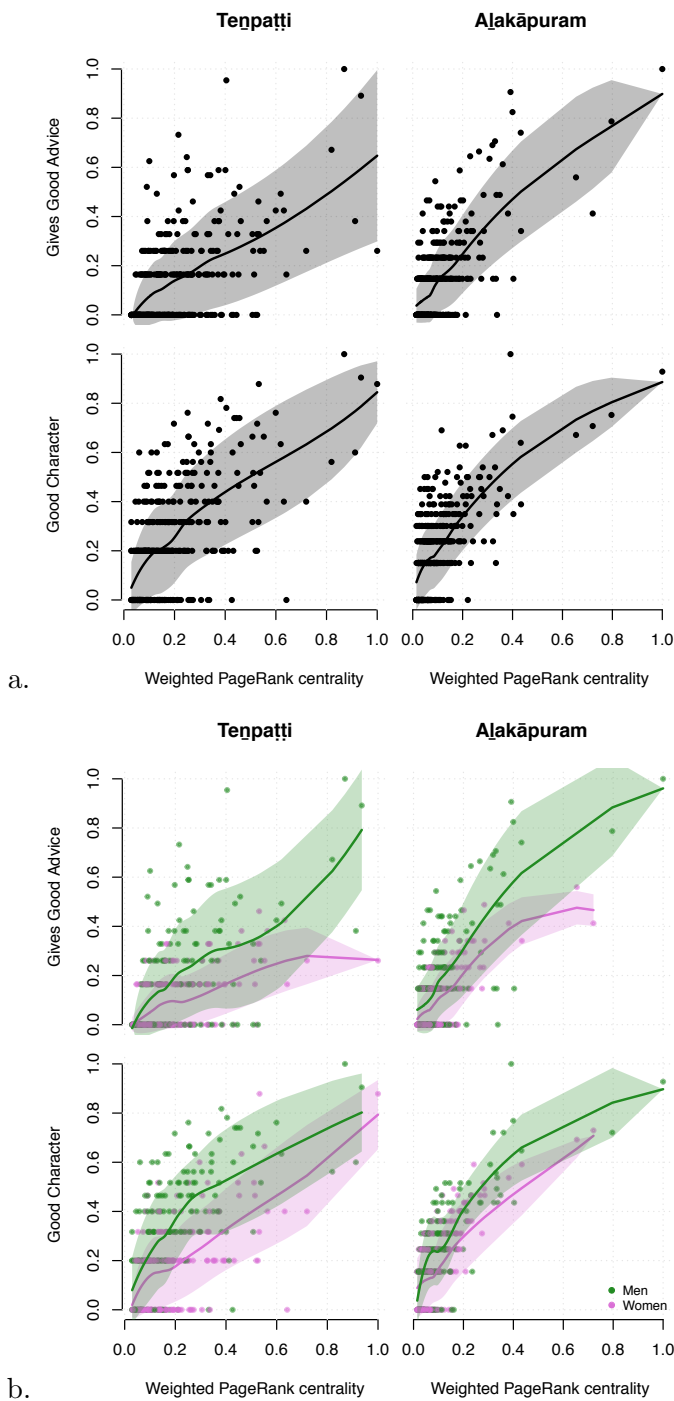 Teṉpaṭṭi Aḻakāpuram
Gives Good Advice
0.0 0.2 0.4 0.6 0.8 1.0
Good Character
0.0 0.2 0.4 0.6 0.8 1.0
0.0 0.2 0.4 0.6 0.8 1.0 0.0 0.2 0.4 0.6 0.8 1.0
Weighted PageRank centrality Weighted PageRank centrality
a.
Teṉpaṭṭi Aḻakāpuram
Gives Good Advice
0.0 0.2 0.4 0.6 0.8 1.0
Good Character
0.0 0.2 0.4 0.6 0.8 1.0
Men
Women
0.0 0.2 0.4 0.6 0.8 1.0 0.0 0.2 0.4 0.6 0.8 1.0
Weighted PageRank centrality Weighted PageRank centrality
b.